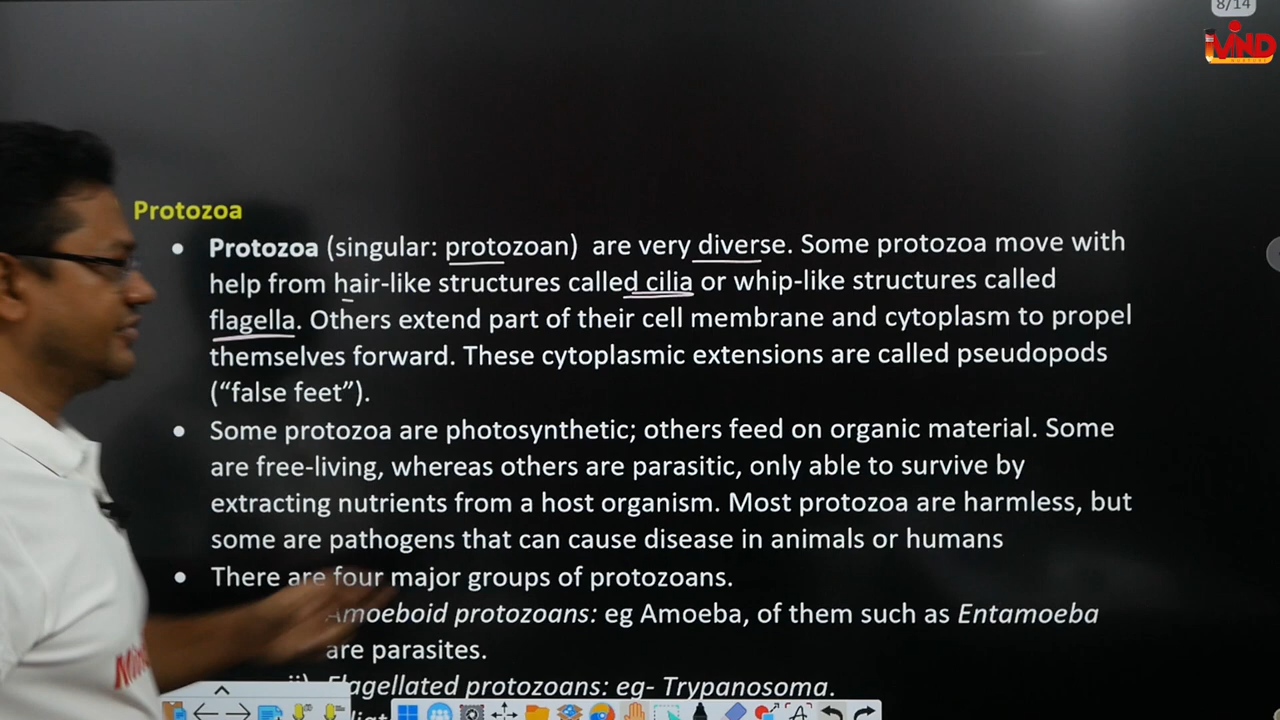 8/14
MIND
Protozoa
• Protozoa (singular: protozoan) are very diverse. Some protozoa move with
help from hair-like structures called cilia or whip-like structures called
flagella. Others extend part of their cell membrane and cytoplasm to propel
themselves forward. These cytoplasmic extensions are called pseudopods
(“false feet”).
• Some protozoa are photosynthetic; others feed on organic material. Some
are free-living, whereas others are parasitic, only able to survive by
extracting nutrients from a host organism. Most protozoa are harmless, but
some are pathogens that can cause disease in animals or humans
• There are four major groups of protozoans.
Amoeboid protozoans: eg Amoeba, of them such as Entamoeba
are parasites.
ii) Flagellated protozoans: eg- Trypanosoma.